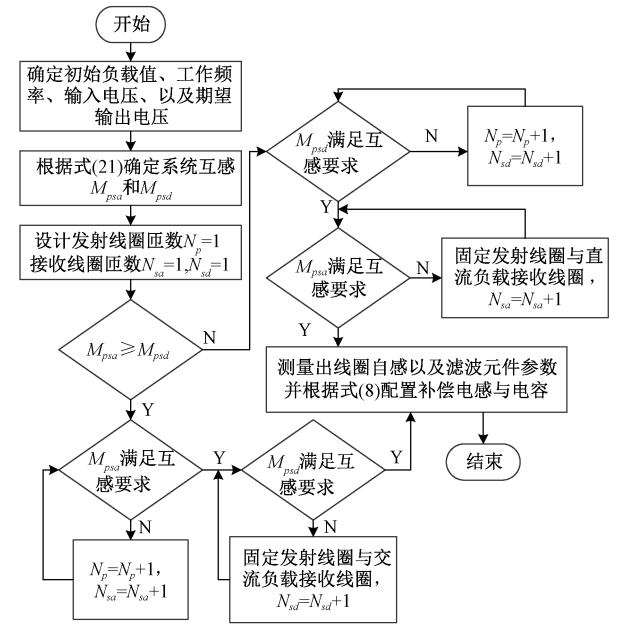 开始
确定初始负载值、工作频
率、输入电压、以及期望
输出电压
根据式(21)确定系统互感
Mpsa和Mpsd
设计发射线圈匝数Np=1
接收线圈匝数Nsa=1,Nsd=1
Mpsa≥Mpsd
N
Y
Mpsa满足互
感要求
Y
N
Np=Np+1,
Nsa=Nsa+1
Mpsd满足互
感要求
Y
N
固定发射线圈与交
流负载接收线圈,
Nsd=Nsd+1
Mpsd满足互
感要求
N
Np=Np+1,
Nsd=Nsd+1
Y
Mpsa满足互
感要求
N
固定发射线圈与直
流负载接收线圈,
Nsa=Nsa+1
Y
测量出线圈自感以及滤波元件参数
并根据式(8)配置补偿电感与电容
结束